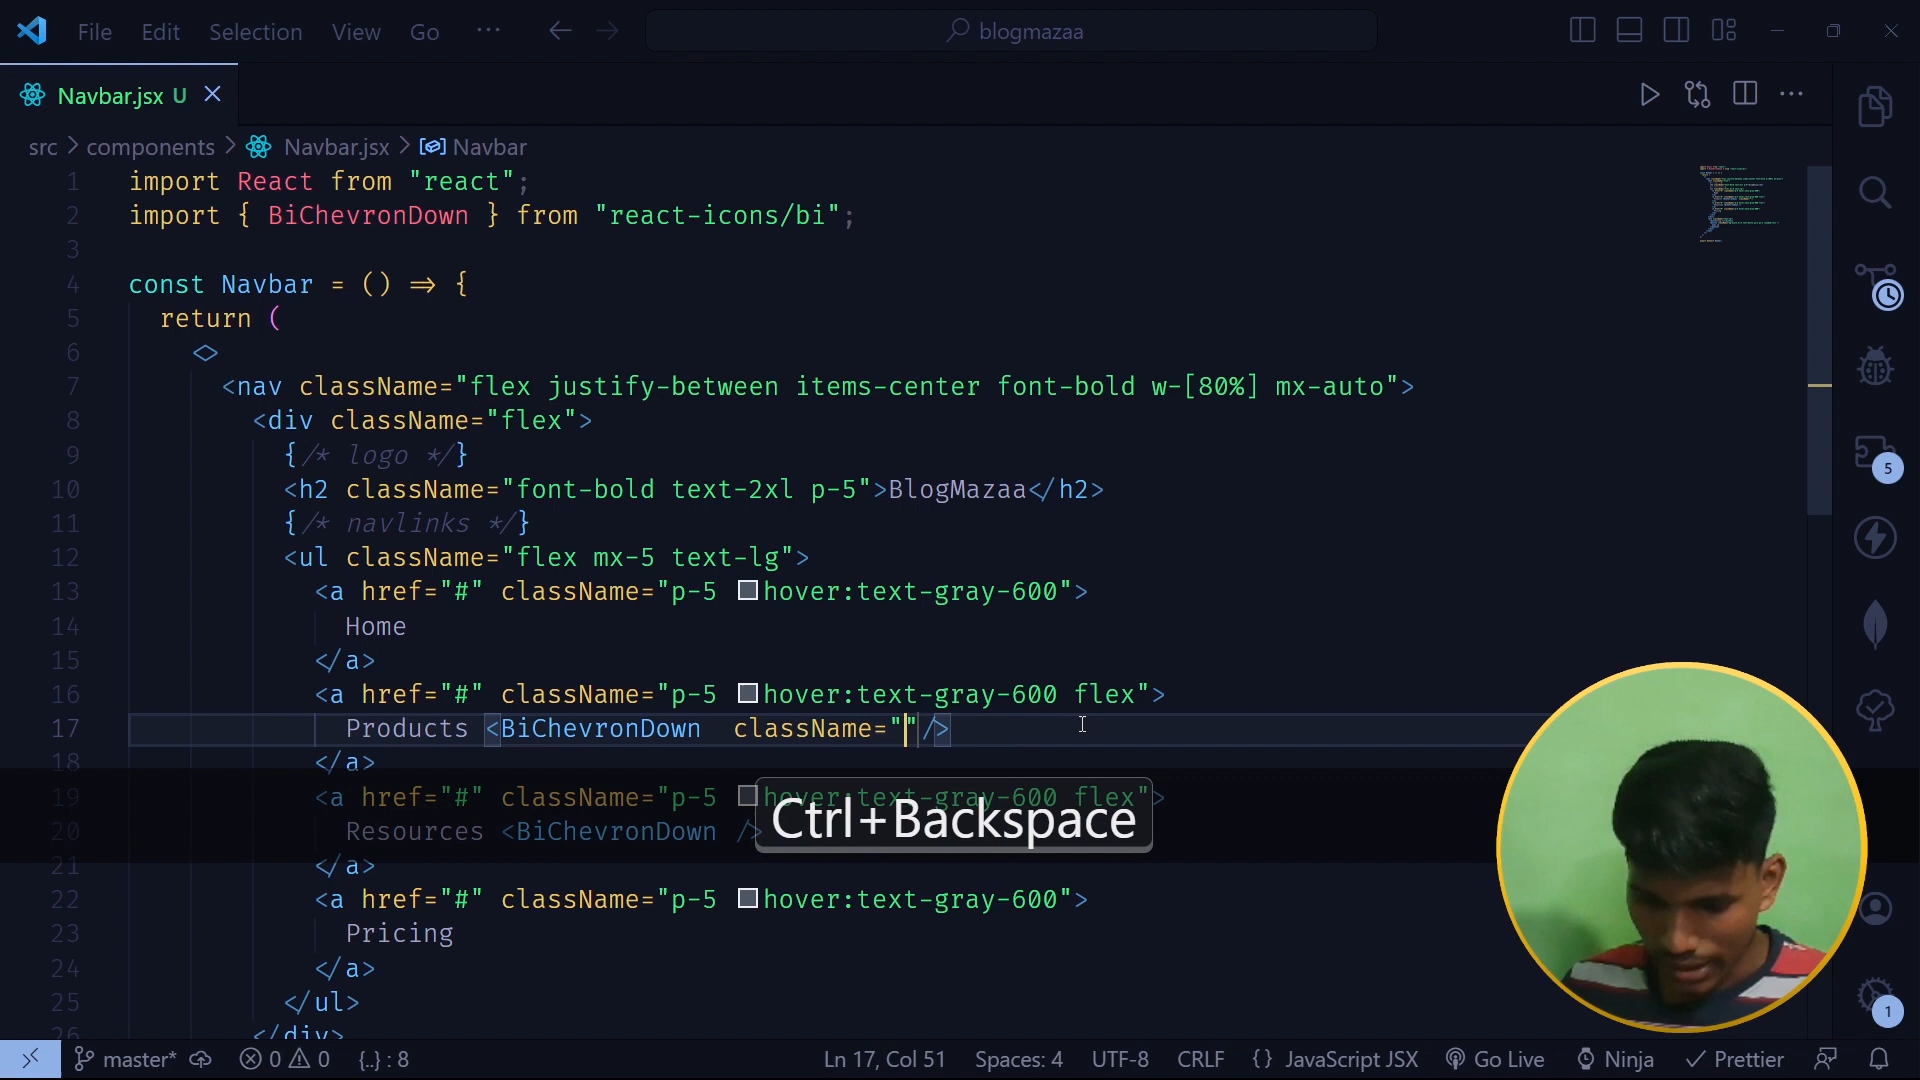 File Edit Selection View Go ··· blogmazaa
Navbar.jsx U
src > components > Navbar.jsx > Navbar
1 import React from "react";
2 import { BiChevronDown } from "react-icons/bi";
3
4 const Navbar = () => {
5 return (
6 <>
7 <nav className="flex justify-between items-center font-bold w-[80%] mx-auto">
8 <div className="flex">
9 {/* logo */}
10 <h2 className="font-bold text-2xl p-5">BlogMazaa</h2>
11 {/* navlinks */}
12 <ul className="flex mx-5 text-lg">
13 <a href="#" className="p-5 hover:text-gray-600">
14 Home
15 </a>
16 <a href="#" className="p-5 hover:text-gray-600 flex">
17 Products <BiChevronDown  className=""/>
18 </a>
19 <a href="#" className="p-5 hover:text-gray-600 flex">
20 Resources <BiChevronDown />
Ctrl+Backspace
21 </a>
22 <a href="#" className="p-5 hover:text-gray-600">
23 Pricing
24 </a>
25 </ul>
26 </div>
5
1
master* 0 0 {..} : 8 Ln 17, Col 51 Spaces: 4 UTF-8 CRLF {} JavaScript JSX Go Live Ninja Prettier